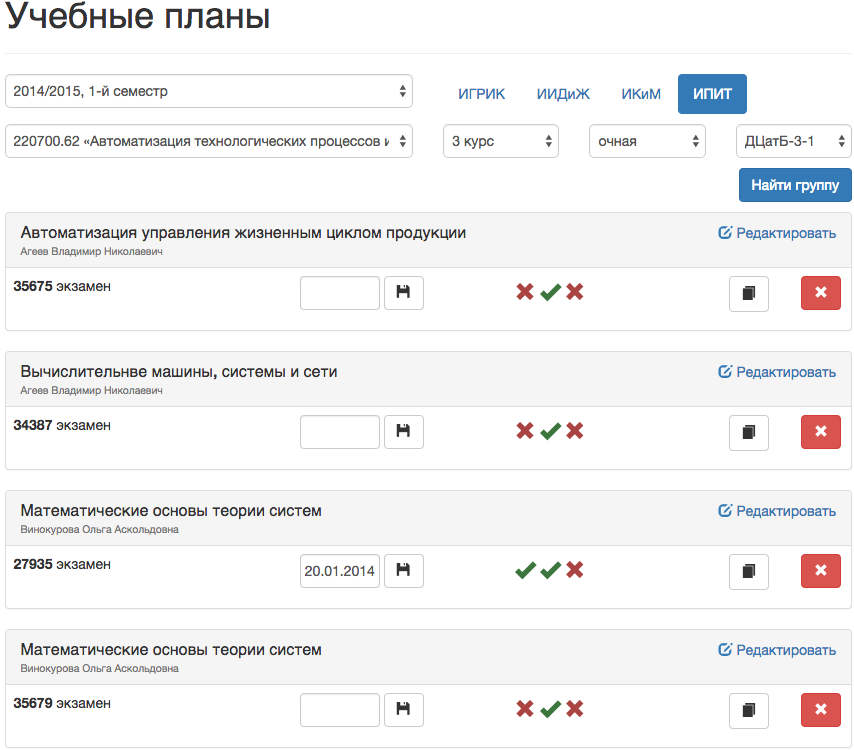 Учебные планы
2014/2015, 1-й семестр
ИГРИК
ИИДиЖ
ИКиМ
ИПИТ
220700.62 «Автоматизация технологических процессов и
3 курс
очная
ДЦатБ-3-1
Найти группу
Автоматизация управления жизненным циклом продукции
Редактировать
Агеев Владимир Николаевич
35675 экзамен
Вычислительнве машины, системы и сети
Редактировать
Агеев Владимир Николаевич
34387 экзамен
Математические основы теории систем
Редактировать
Винокурова Ольга Аскольдовна
27935 экзамен
20.01.2014
Математические основы теории систем
Редактировать
Винокурова Ольга Аскольдовна
35679 экзамен